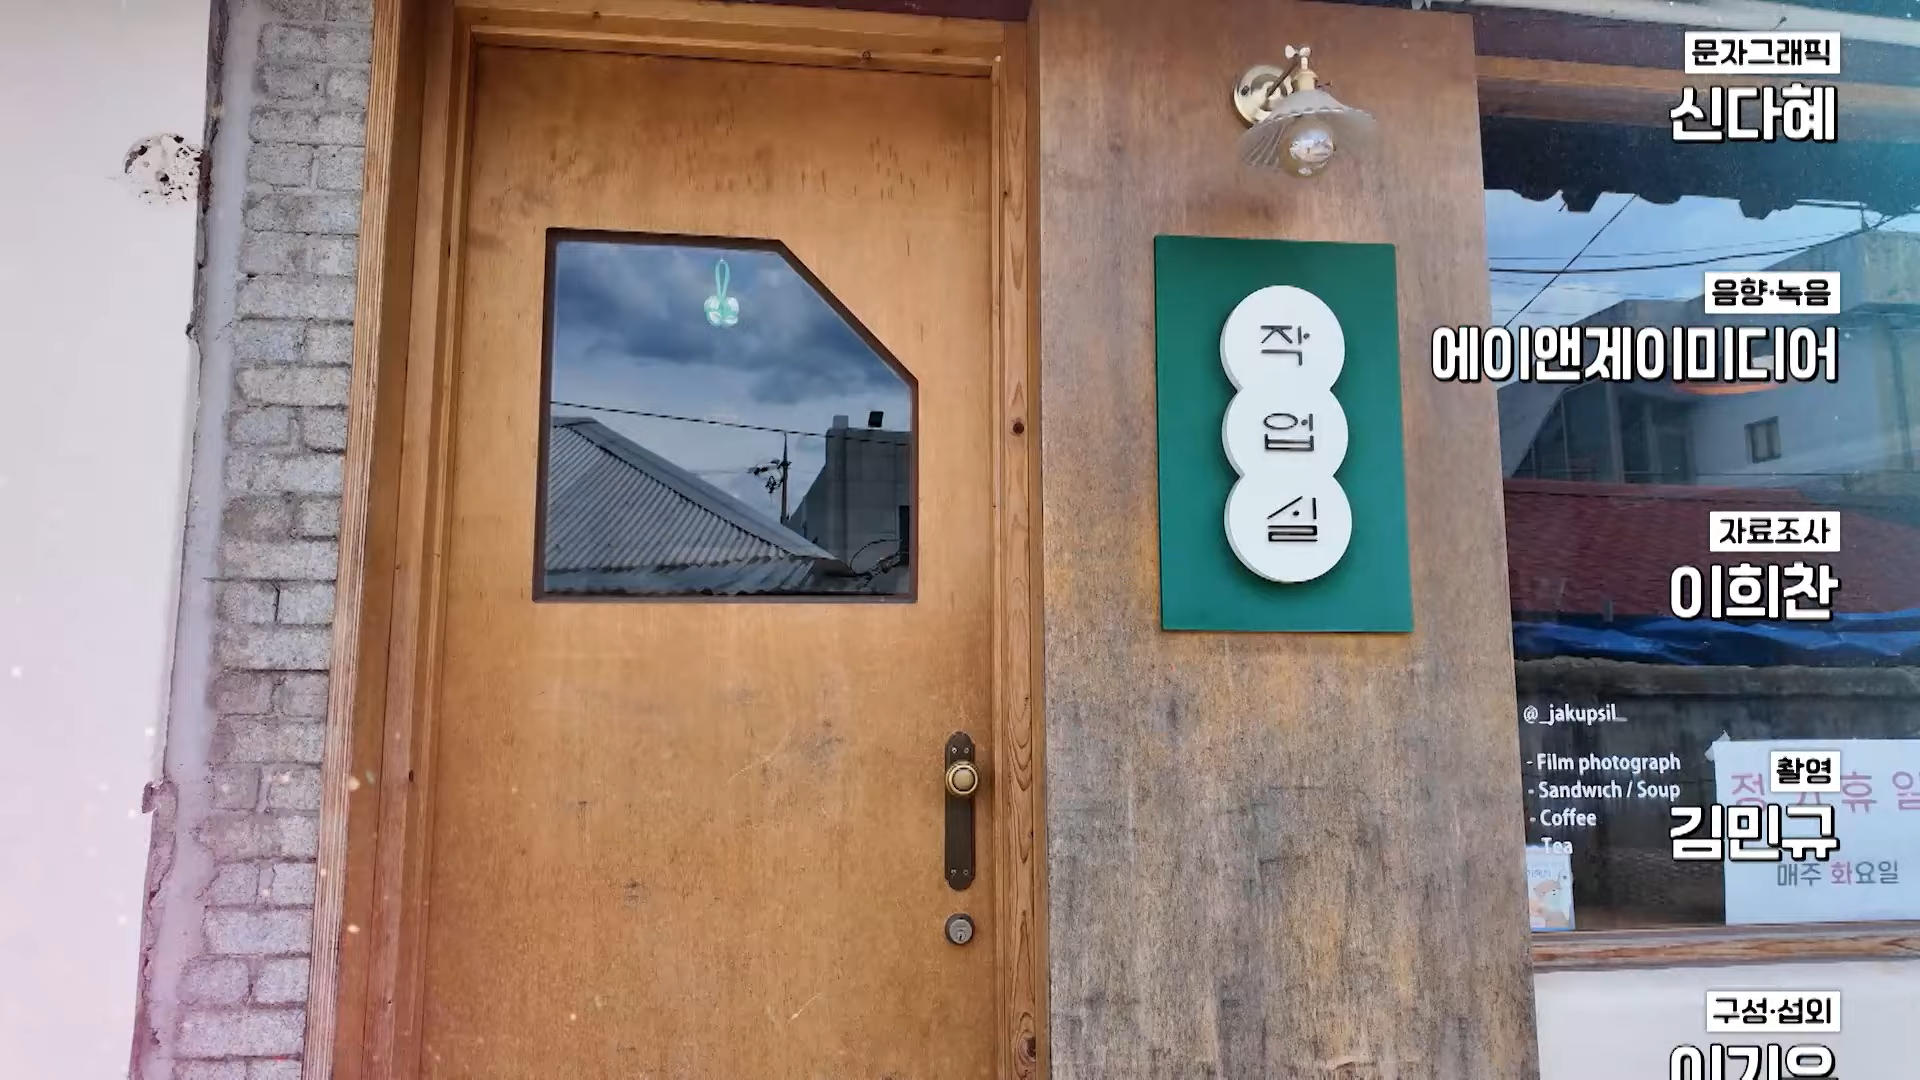 문자그래픽
신다혜
음향·녹음
에이앤제이미디어
자료조사
이희찬
촬영
김민규
구성·섭외
작
업
실
@_jakupsil_
- Film photograph
- Sandwich / Soup
- Coffee
- Tea
매주 화요일